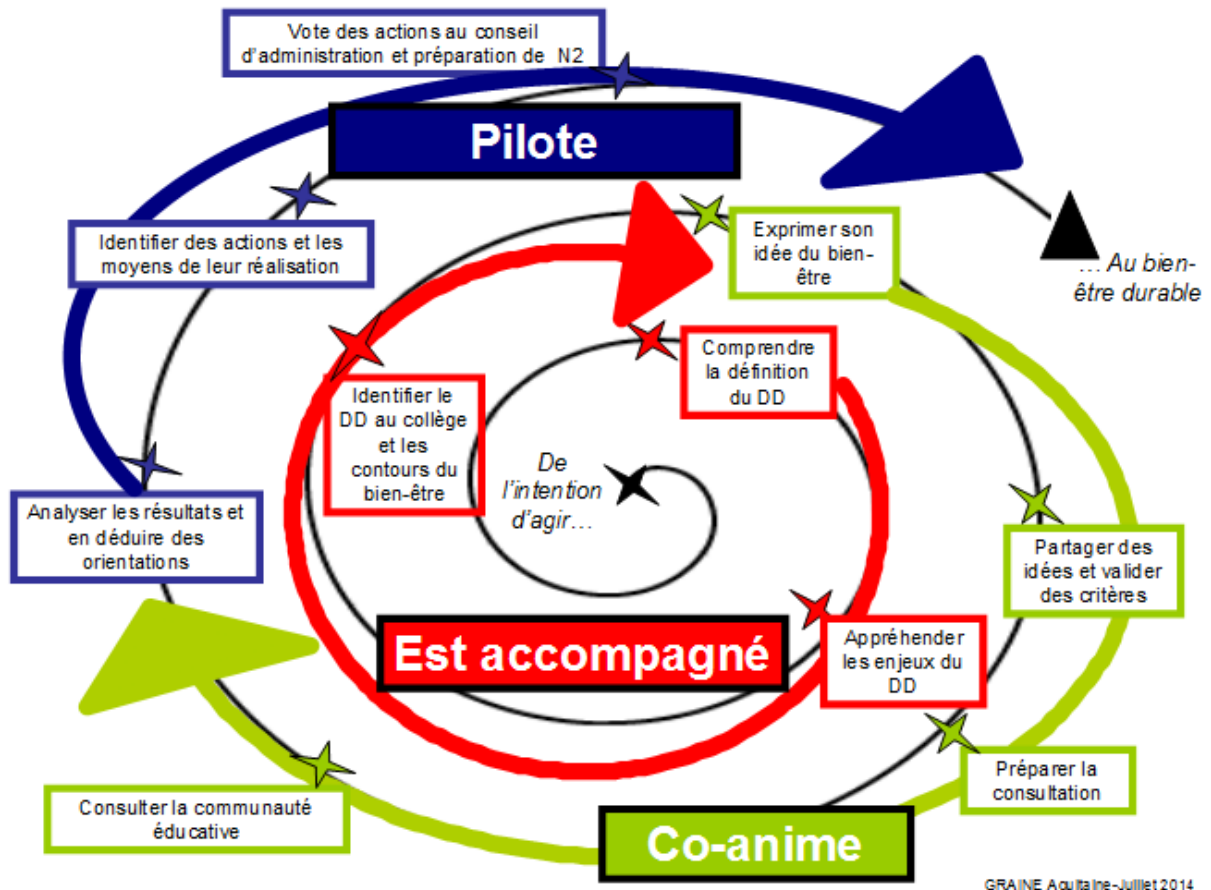 Vote des actions au conseil
d'administration et préparation de N2
Pilote
Identifier des actions et les
moyens de leur réalisation
Exprimer son
idée du bien-
être
... Au bien-
être durable
Comprendre
la définition
du DD
Identifier le
DD au collège
et les
contours du
bien-être
De
l'intention
d'agir...
Analyser les résultats et
en déduire des
orientations
Partager des
idées et valider
des critères
Est accompagné
Appréhender
les enjeux du
DD
Préparer la
consultation
Consulter la communauté
éducative
Co-anime
GRAINE Aquitaine-Juillet 2014